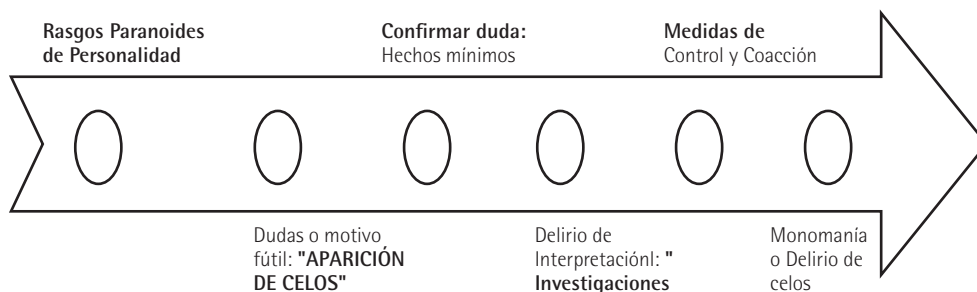 Rasgos Paranoides
de Personalidad
Confirmar duda:
Hechos mínimos
Medidas de
Control y Coacción
Dudas o motivo
fútil: "APARICIÓN
DE CELOS"
Delirio de
Interpretaciónl: "
Investigaciones
Monomanía
o Delirio de
celos